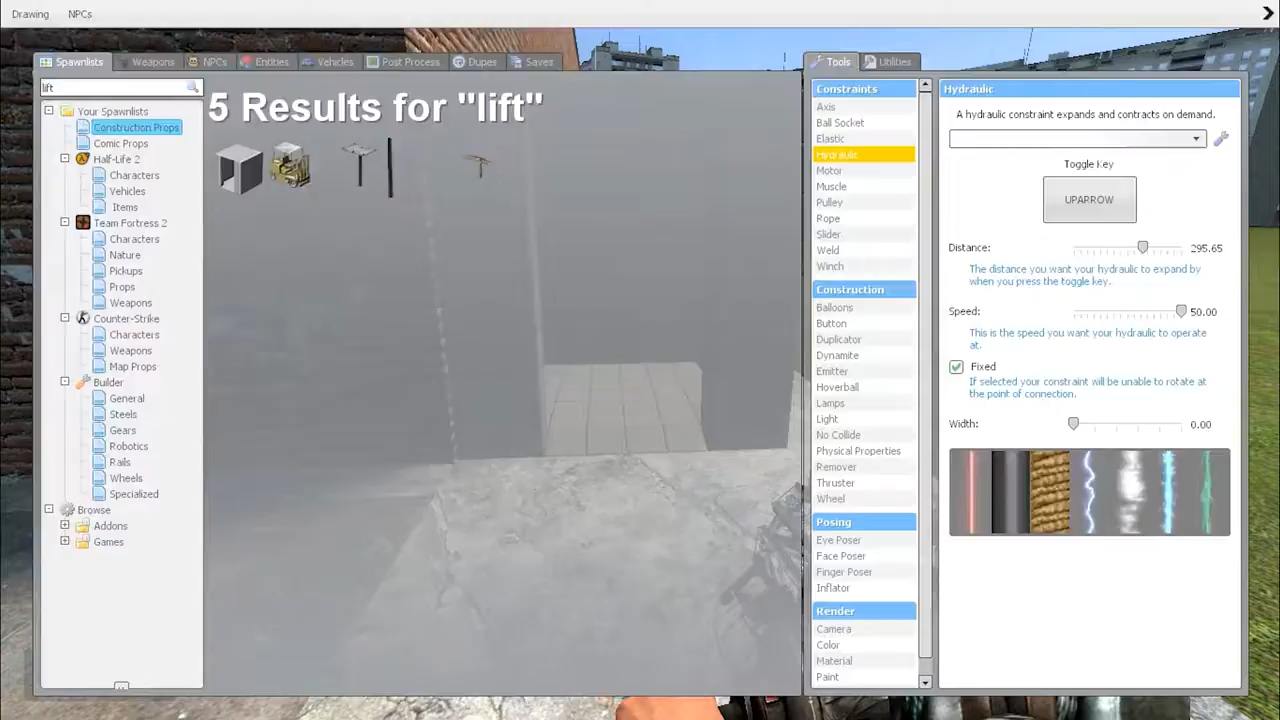 Drawing NPCs
Spawnlists Weapons NPCs Entities Vehicles Post Process Dupes Saves
lift
Your Spawnlists
Construction Props
Comic Props
Half-Life 2
Characters
Vehicles
Items
Team Fortress 2
Characters
Nature
Pickups
Props
Weapons
Counter-Strike
Characters
Weapons
Map Props
Builder
General
Steels
Gears
Robotics
Rails
Wheels
Specialized
Browse
Addons
Games
5 Results for "lift"
Tools Utilities
Constraints
Axis
Ball Socket
Elastic
Hydraulic
Motor
Muscle
Pulley
Rope
Slider
Weld
Winch
Construction
Balloons
Button
Duplicator
Dynamite
Emitter
Hoverball
Lamps
Light
No Collide
Physical Properties
Remover
Thruster
Wheel
Posing
Eye Poser
Face Poser
Finger Poser
Inflator
Render
Camera
Color
Material
Paint
Hydraulic
A hydraulic constraint expands and contracts on demand.
Toggle Key
UPARROW
Distance: 295.65
The distance you want your hydraulic to expand by
when you press the toggle key.
Speed: 50.00
This is the speed you want your hydraulic to operate
at.
Fixed
If selected your constraint will be unable to rotate at
the point of connection.
Width: 0.00